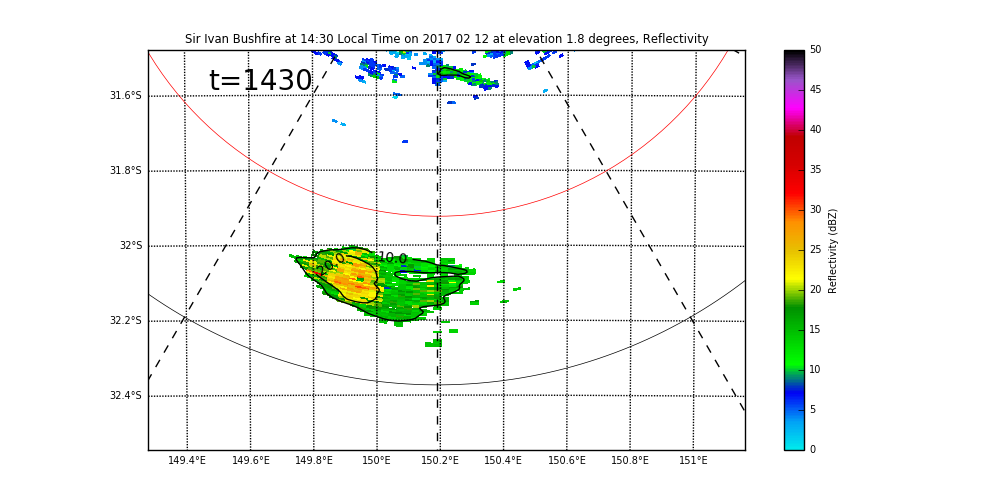 Sir Ivan Bushfire at 14:30 Local Time on 2017 02 12 at elevation 1.8 degrees, Reflectivity
t=1430
31.6°S
31.8°S
32°S
32.2°S
32.4°S
20.0
10.0
149.4°E 149.6°E 149.8°E 150°E 150.2°E 150.4°E 150.6°E 150.8°E 151°E
50
45
40
35
30
25
20
15
10
5
0
Reflectivity (dBZ)